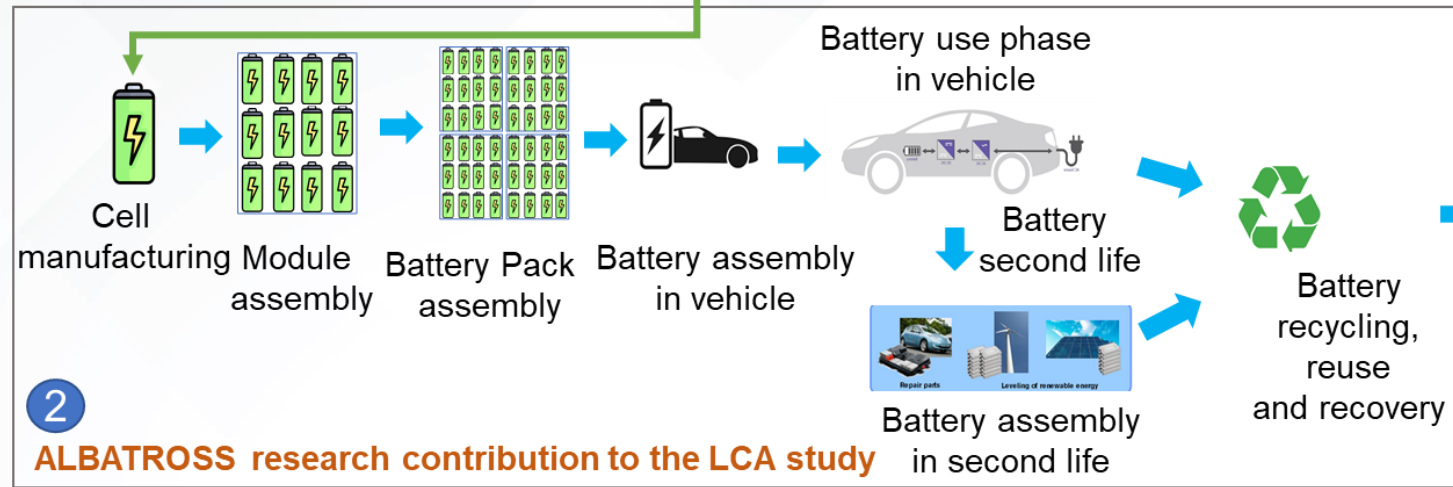 Cell
manufacturing
Module
assembly
Battery Pack
assembly
Battery assembly
in vehicle
Battery use phase
in vehicle
Battery
second life
Repair parts
Leveling of renewable energy
Battery assembly
in second life
Battery
recycling,
reuse
and recovery
2
ALBATROSS research contribution to the LCA study